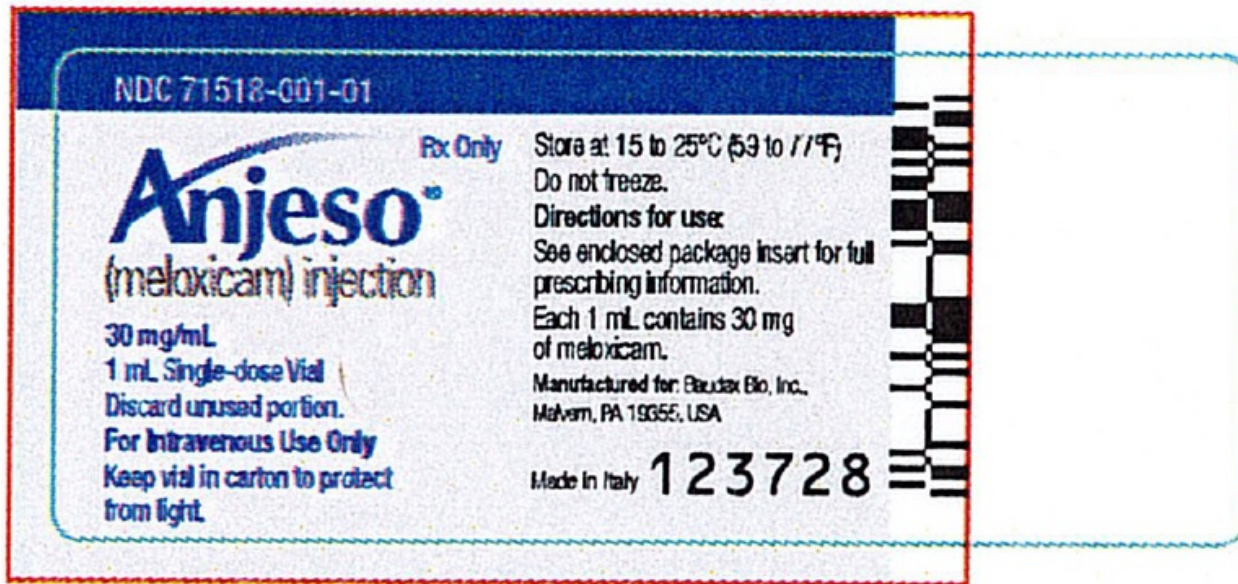 NDC 71518-001-01
Rx Only
Anjeso
(meloxicam) injection
30 mg/mL
1 mL Single-dose Vial
Discard unused portion.
For Intravenous Use Only
Keep vial in carton to protect
from light.
Store at 15 to 25°C (59 to 77°F)
Do not freeze.
Directions for use:
See enclosed package insert for full
prescribing information.
Each 1 mL contains 30 mg
of meloxicam.
Manufactured for: Baudax Bio, Inc.,
Malvern, PA 19355, USA
Made in Italy 123728